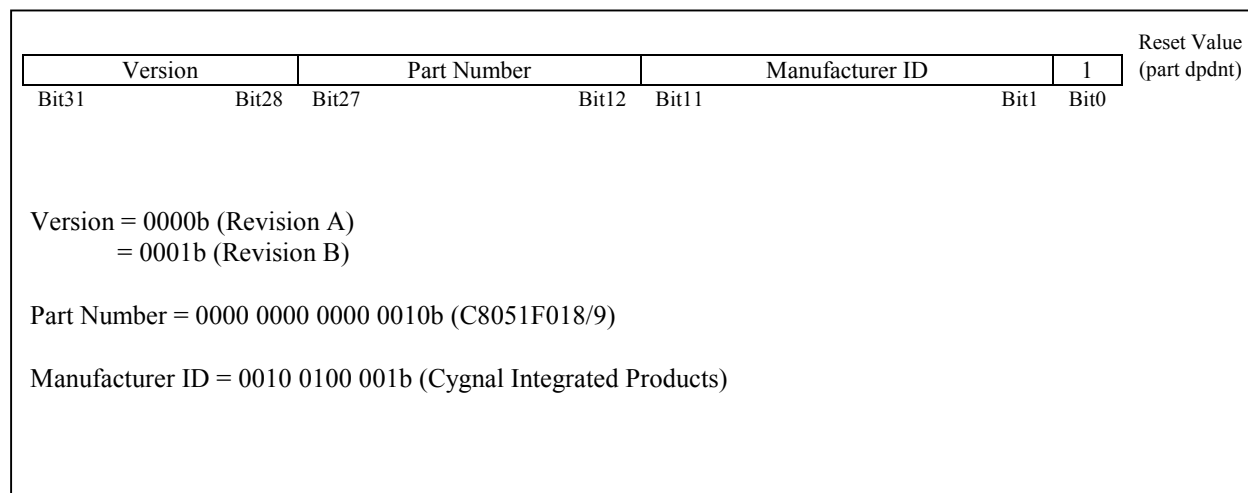 Reset Value
Version Part Number Manufacturer ID 1 (part dpdnt)
Bit31 Bit28 Bit27 Bit12 Bit11 Bit1 Bit0
Version = 0000b (Revision A)
= 0001b (Revision B)
Part Number = 0000 0000 0000 0010b (C8051F018/9)
Manufacturer ID = 0010 0100 001b (Cygnal Integrated Products)